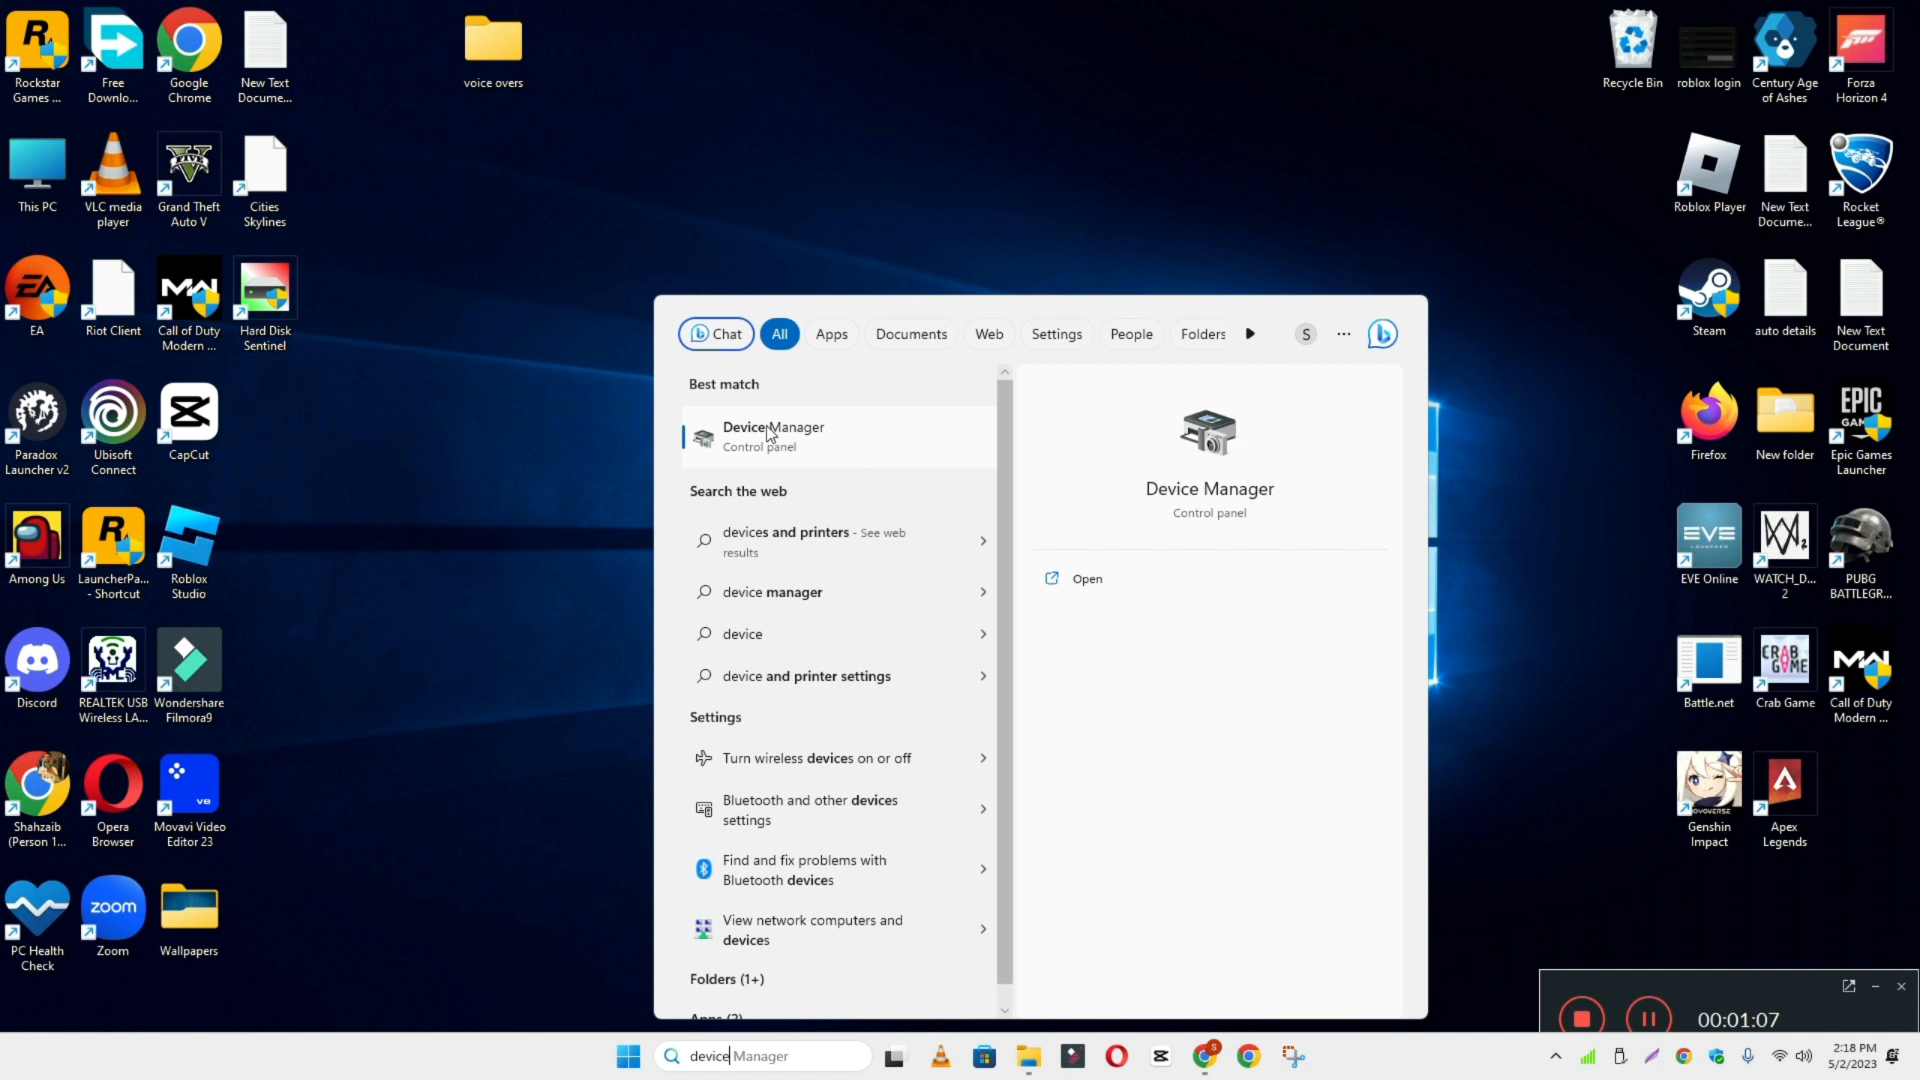 Rockstar
Games ...
Free
Downlo...
Google
Chrome
New Text
Docume...
voice overs
Recycle Bin
roblox login
Century Age
of Ashes
Forza
Horizon 4
This PC
VLC media
player
Grand Theft
Auto V
Cities
Skylines
Roblox Player
New Text
Docume...
Rocket
League®
EA
Riot Client
Call of Duty
Modern ...
Hard Disk
Sentinel
Steam
auto details
New Text
Document
Paradox
Launcher v2
Ubisoft
Connect
CapCut
Firefox
New folder
Epic Games
Launcher
Among Us
LauncherPa...
- Shortcut
Roblox
Studio
EVE Online
WATCH_D...
2
PUBG
BATTLEGR...
Discord
REALTEK USB
Wireless LA...
Wondershare
Filmora9
Battle.net
Crab Game
Call of Duty
Modern ...
Shahzaib
(Person 1...
Opera
Browser
Movavi Video
Editor 23
Genshin
Impact
Apex
Legends
PC Health
Check
zoom
Zoom
Wallpapers
Chat All Apps Documents Web Settings People Folders S ...
Best match
Device Manager
Control panel
Search the web
devices and printers - See web
results
device manager
device
device and printer settings
Settings
Turn wireless devices on or off
Bluetooth and other devices
settings
Find and fix problems with
Bluetooth devices
View network computers and
devices
Folders (1+)
Device Manager
Control panel
Open
00:01:07
device Manager
2:18 PM
5/2/2023